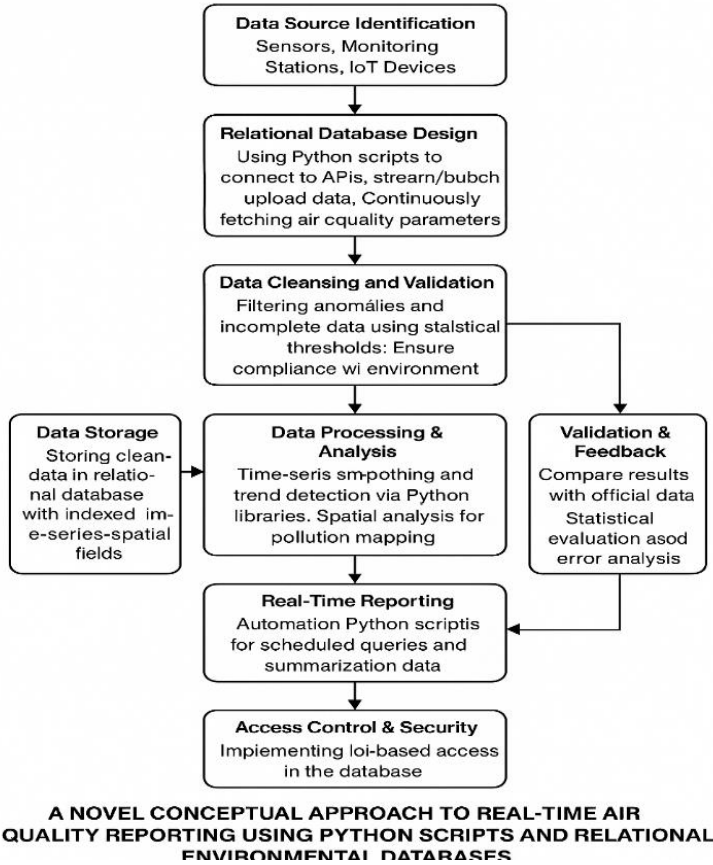 Data Source Identification
Sensors, Monitoring
Stations, IoT Devices
Relational Database Design
Using Python scripts to
connect to APis, strearn/bubch
upload data, Continuously
fetching air cquality parameters
Data Cleansing and Validation
Filtering anomálies and
incomplete data using stalstical
thresholds: Ensure
compliance wi environment
Data Storage
Storing clean-
data in relatio-
nal database
with indexed im-
e-series-spatial
fields
Data Processing &
Analysis
Time-seris sm-pothing and
trend detection via Python
libraries. Spatial analysis for
pollution mapping
Validation &
Feedback
Compare results
with official data
Statistical
evaluation asod
error analysis
Real-Time Reporting
Automation Python scriptis
for scheduled queries and
summarization data
Access Control & Security
Impiementing loi-based access
in the database
A NOVEL CONCEPTUAL APPROACH TO REAL-TIME AIR
QUALITY REPORTING USING PYTHON SCRIPTS AND RELATIONAL
ENVIRONMENTAL DATABASES